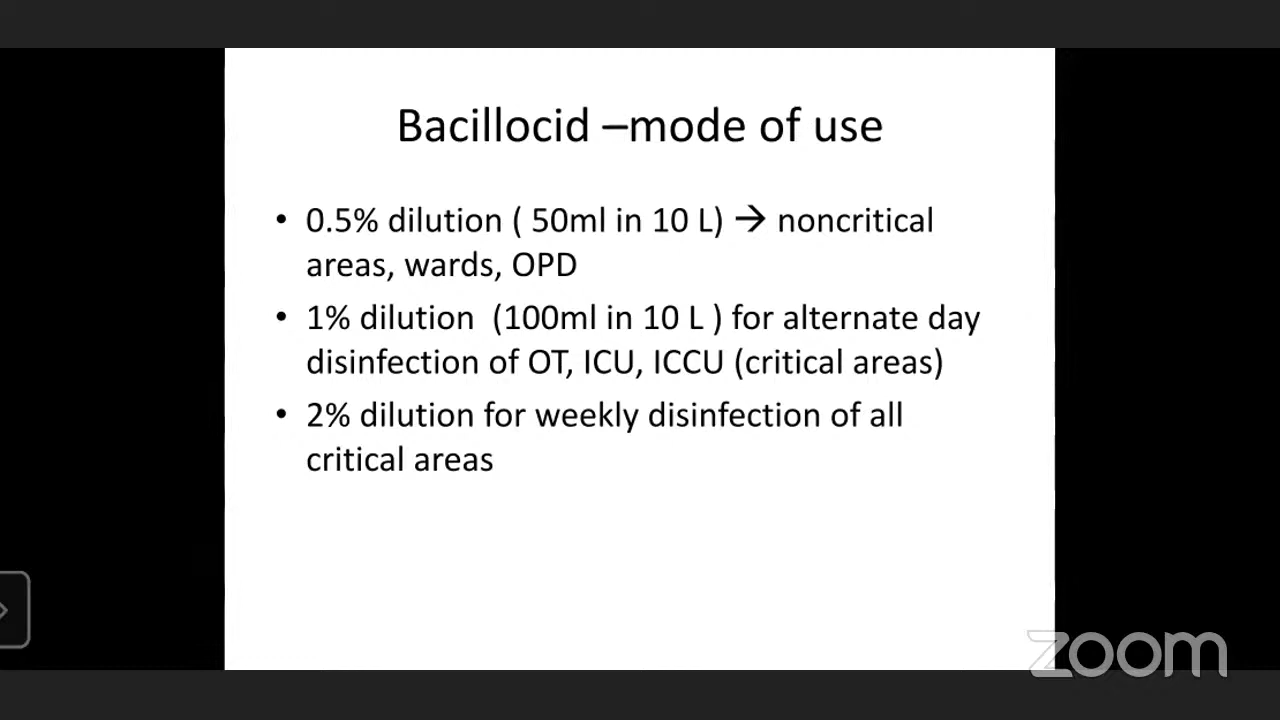 Bacillocid –mode of use
• 0.5% dilution ( 50ml in 10 L) → noncritical
areas, wards, OPD
• 1% dilution (100ml in 10 L ) for alternate day
disinfection of OT, ICU, ICCU (critical areas)
• 2% dilution for weekly disinfection of all
critical areas
zoom